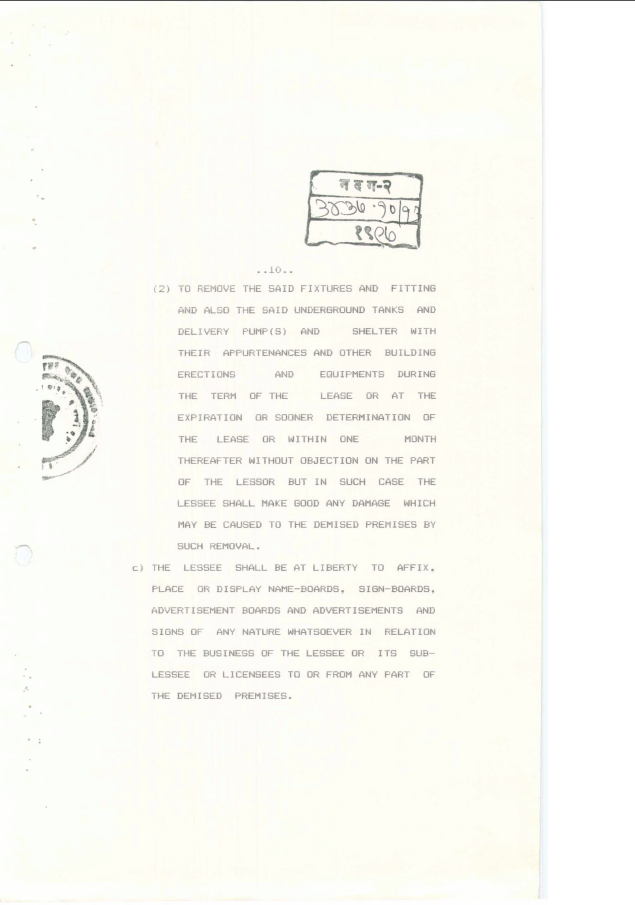 नदग-२
१९९७
..10..
(2) TO REMOVE THE SAID FIXTURES AND FITTING
AND ALSO THE SAID UNDERGROUND TANKS AND
DELIVERY PUMP(S) AND SHELTER WITH
THEIR APPURTENANCES AND OTHER BUILDING
ERECTIONS AND EQUIPMENTS DURING
THE TERM OF THE LEASE OR AT THE
EXPIRATION OR SOONER DETERMINATION OF
THE LEASE OR WITHIN ONE MONTH
THEREAFTER WITHOUT OBJECTION ON THE PART
OF THE LESSOR BUT IN SUCH CASE THE
LESSEE SHALL MAKE GOOD ANY DAMAGE WHICH
MAY BE CAUSED TO THE DEMISED PREMISES BY
SUCH REMOVAL.
c) THE LESSEE SHALL BE AT LIBERTY TO AFFIX,
PLACE OR DISPLAY NAME-BOARDS, SIGN-BOARDS,
ADVERTISEMENT BOARDS AND ADVERTISEMENTS AND
SIGNS OF ANY NATURE WHATSOEVER IN RELATION
TO THE BUSINESS OF THE LESSEE OR ITS SUB-
LESSEE OR LICENSEES TO OR FROM ANY PART OF
THE DEMISED PREMISES.